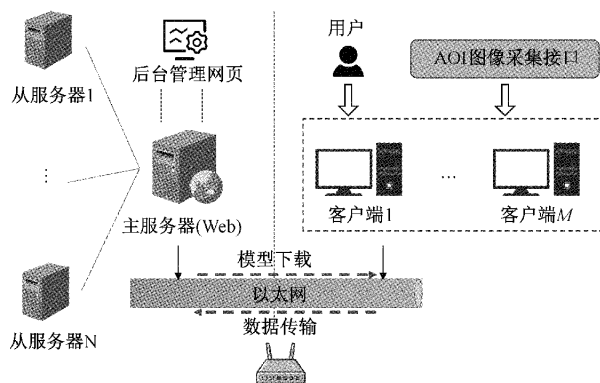 用户
AOI图像采集接口
后台管理网页
从服务器1
⋮
…
主服务器(Web)
客户端1
客户端M
模型下载
以太网
数据传输
从服务器N